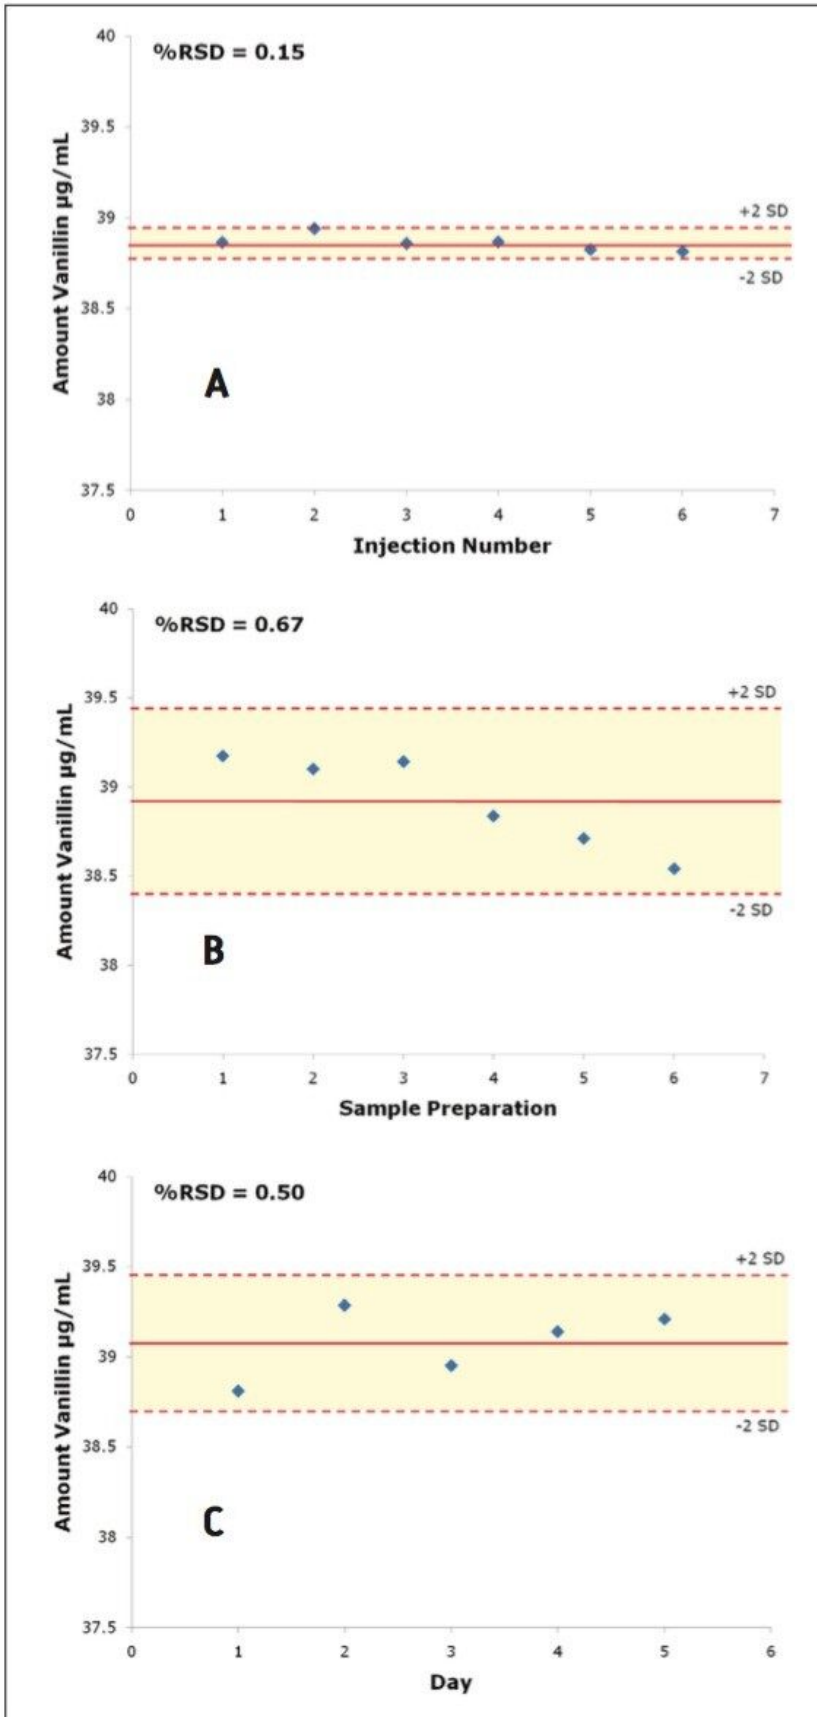 40
%RSD = 0.15
39.5
+2 SD
39
-2 SD
38.5
Amount Vanillin µg/mL
A
38
37.5
0 1 2 3 4 5 6 7
Injection Number
40
%RSD = 0.67
39.5
+2 SD
39
Amount Vanillin µg/mL
38.5
-2 SD
B
38
37.5
0 1 2 3 4 5 6 7
Sample Preparation
40
%RSD = 0.50
39.5
+2 SD
39
Amount Vanillin µg/mL
-2 SD
38.5
C
38
37.5
0 1 2 3 4 5 6
Day